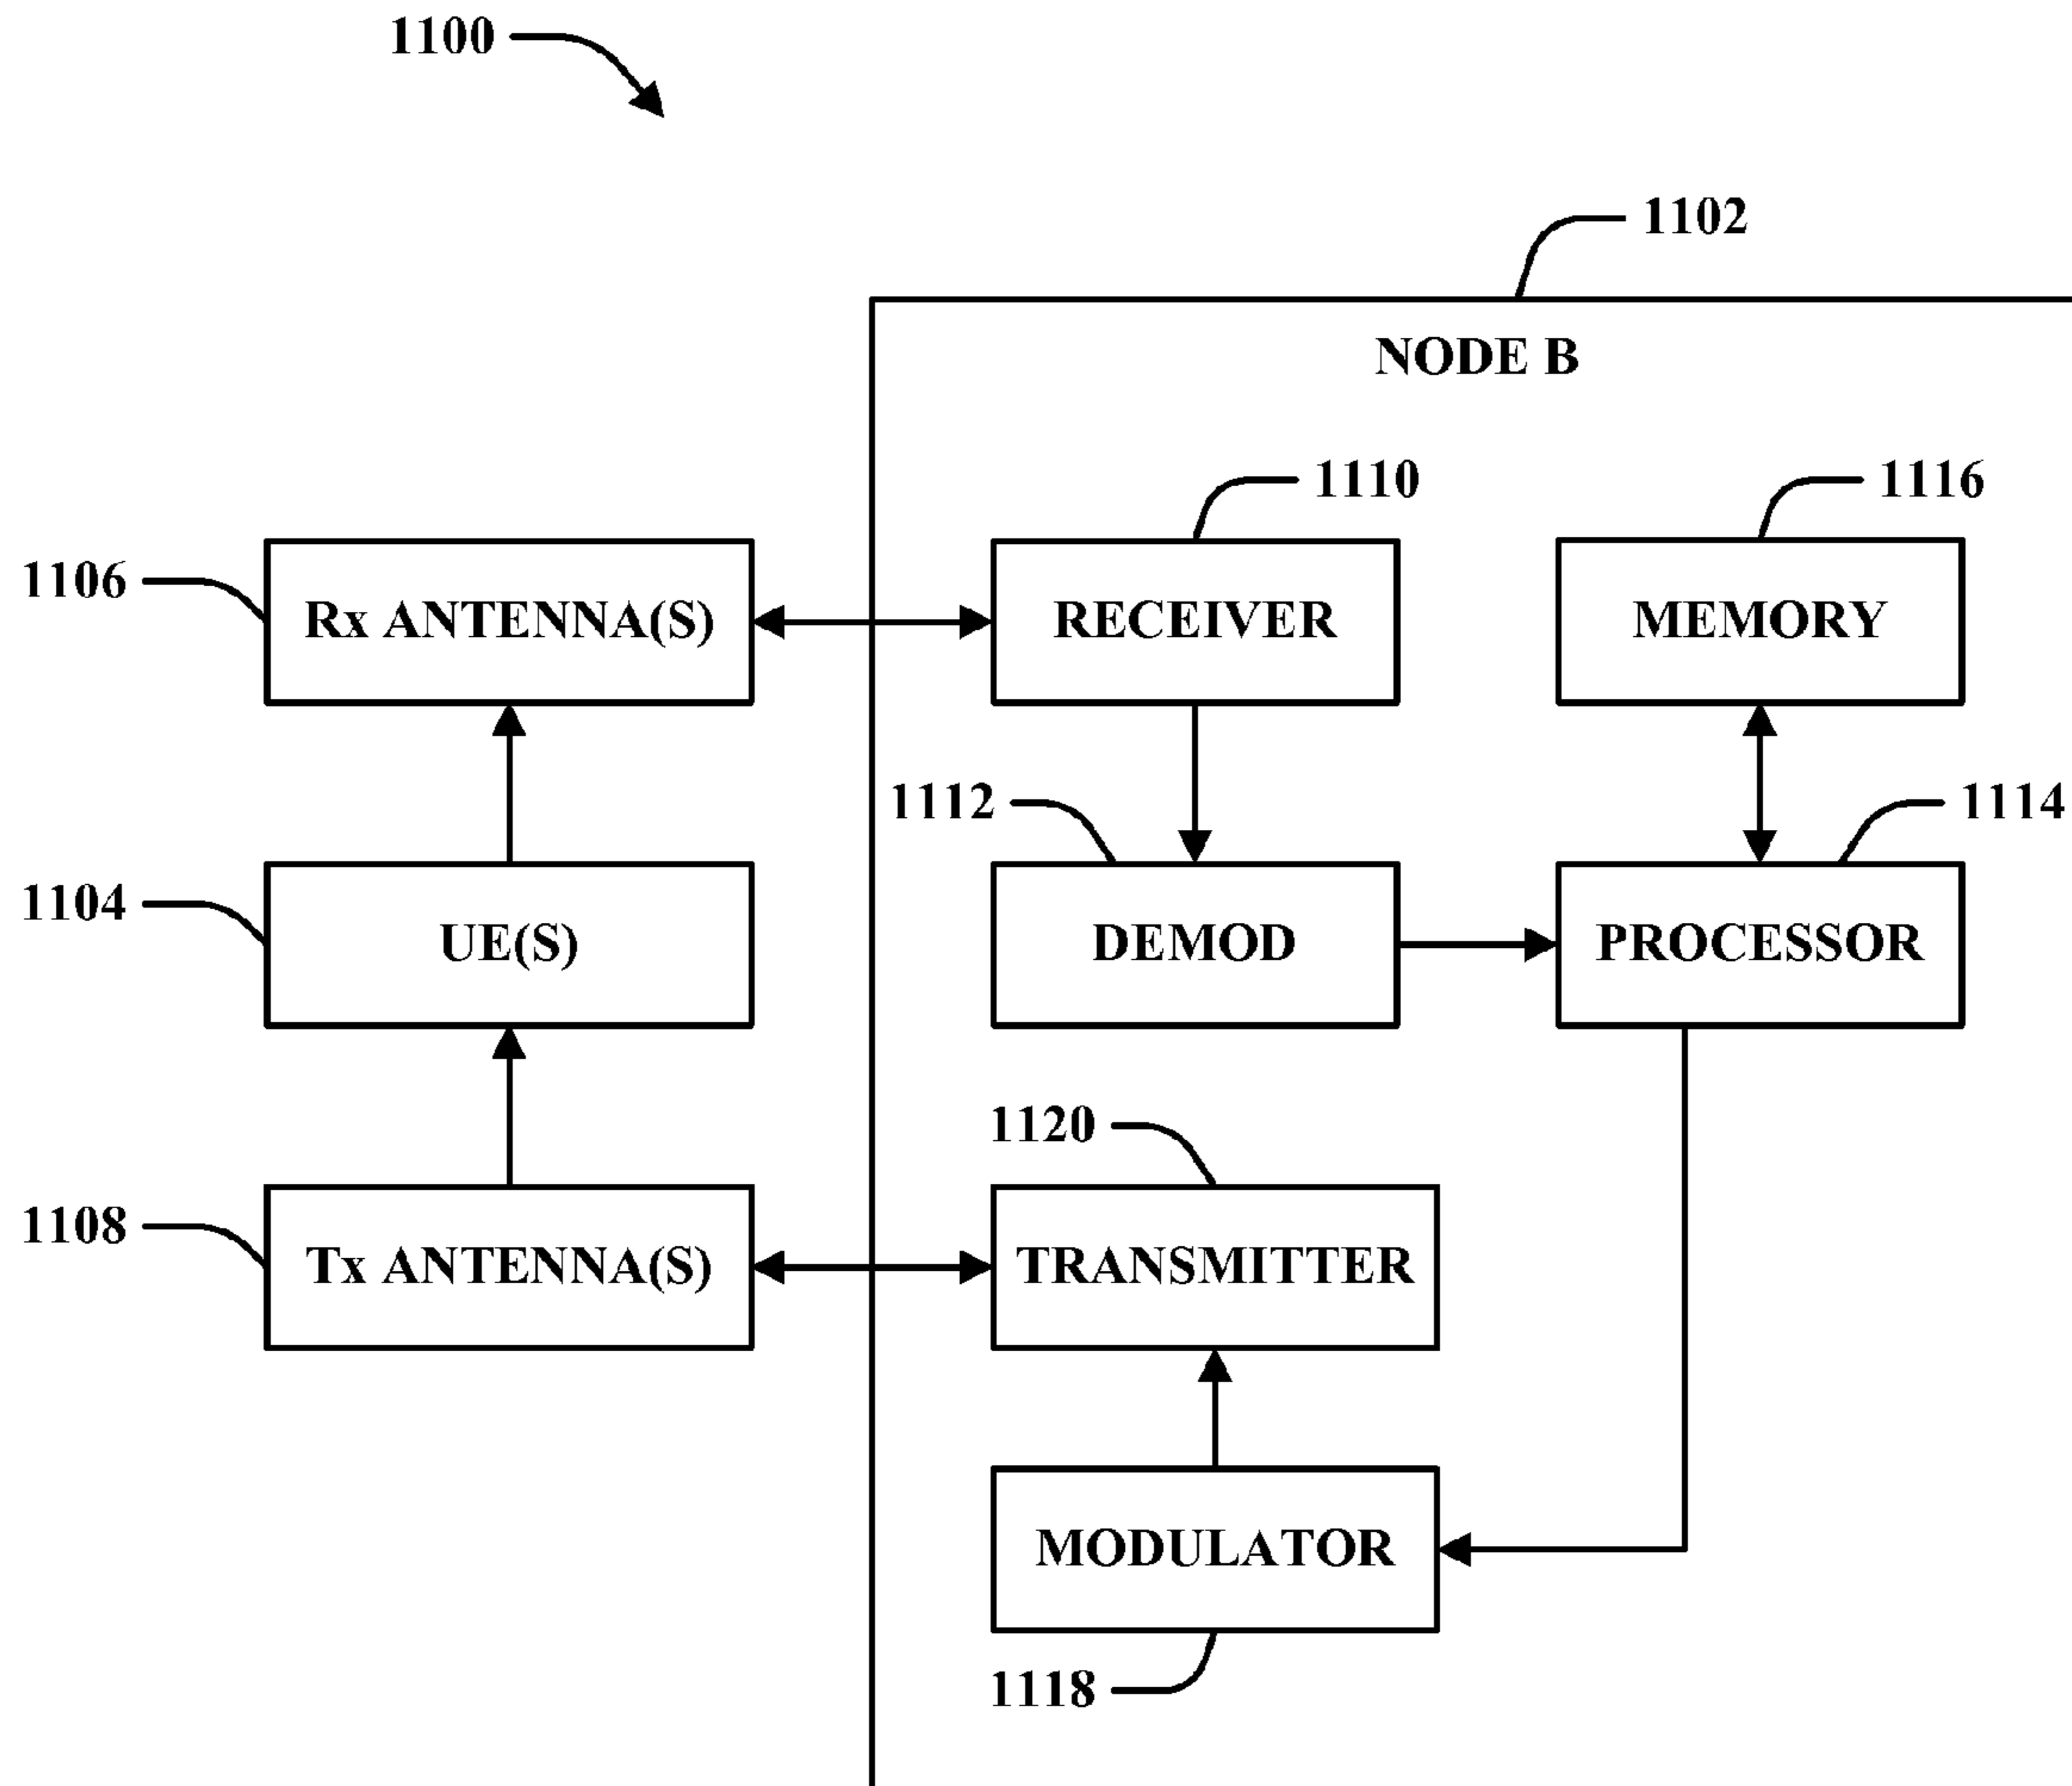 1100
1102
NODE B
1110
1116
1106
Rx ANTENNA(S)
RECEIVER
MEMORY
1112
1114
1104
UE(S)
DEMOD
PROCESSOR
1120
1108
Tx ANTENNA(S)
TRANSMITTER
MODULATOR
1118